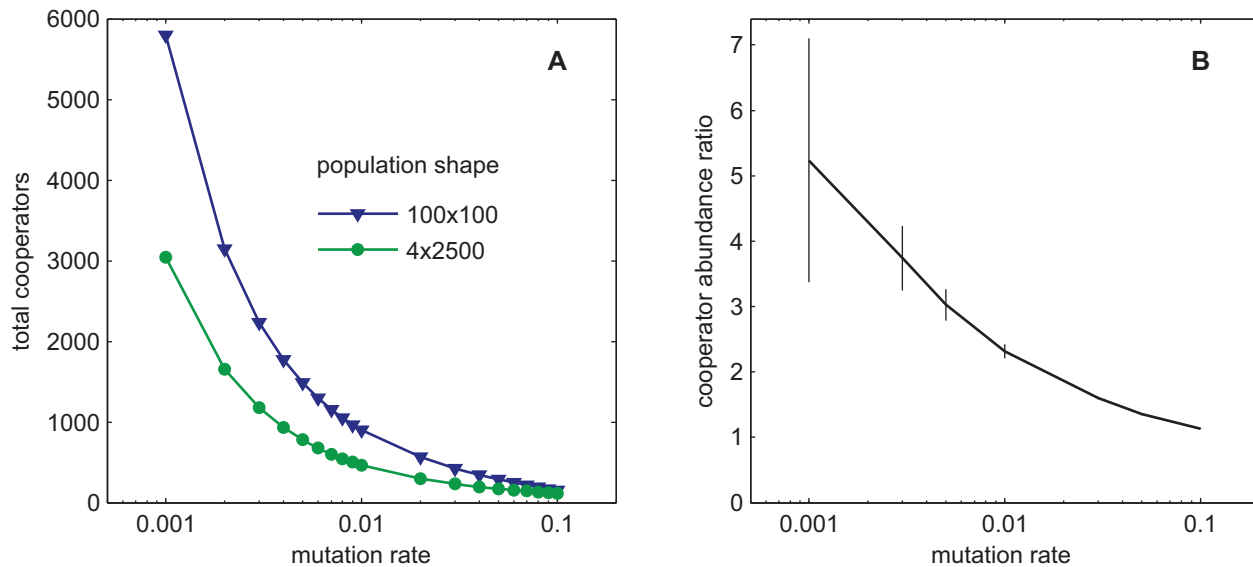 A
total cooperators
6000
5000
4000
3000
2000
1000
0
population shape
100x100
4x2500
0.001
0.01
0.1
mutation rate
B
cooperator abundance ratio
7
6
5
4
3
2
1
0
0.001
0.01
0.1
mutation rate